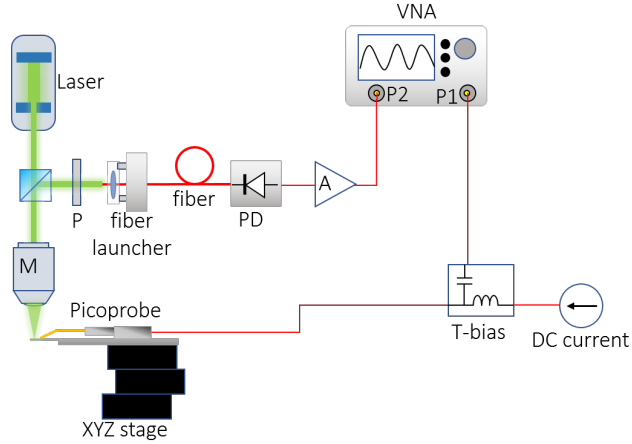 VNA
Laser
P2
P1
P
fiber
launcher
fiber
PD
A
M
Picoprobe
T-bias
DC current
XYZ stage